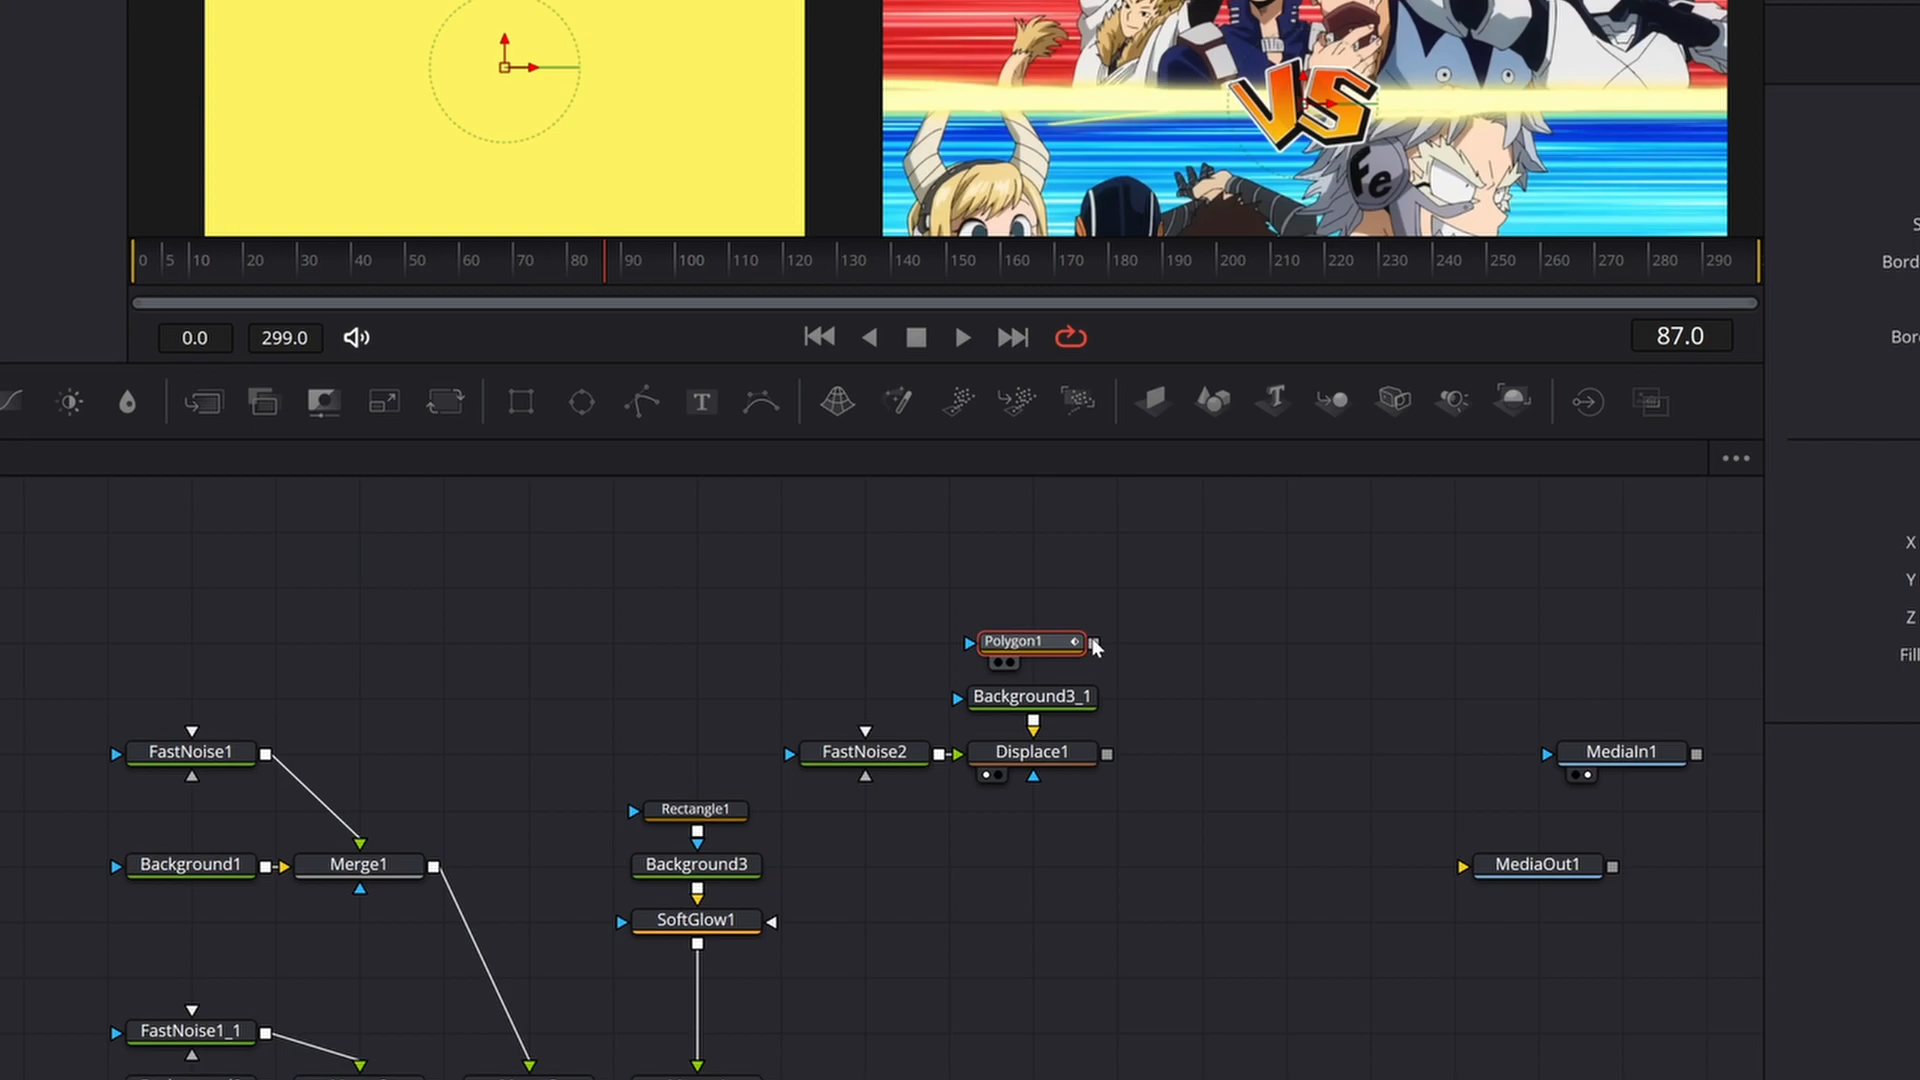 VS
Fe
0 5 10 20 30 40 50 60 70 80 90 100 110 120 130 140 150 160 170 180 190 200 210 220 230 240 250 260 270 280 290
0.0 299.0 87.0
S
Bord
Bord
T
T
X
Y
Z
Fill
Polygon1
Background3_1
FastNoise1
FastNoise2
Displace1
MediaIn1
Rectangle1
Background1
Merge1
Background3
MediaOut1
SoftGlow1
FastNoise1_1